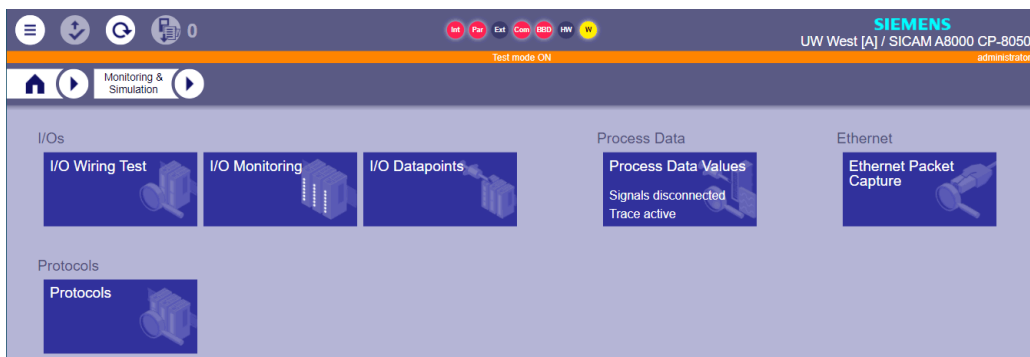 0
Int Par Ext Com BBD HW W
SIEMENS
UW West [A] / SICAM A8000 CP-8050
Test mode ON
administrator
Monitoring &
Simulation
I/Os
Process Data
Ethernet
I/O Wiring Test
I/O Monitoring
I/O Datapoints
Process Data Values
Signals disconnected
Trace active
Ethernet Packet
Capture
Protocols
Protocols